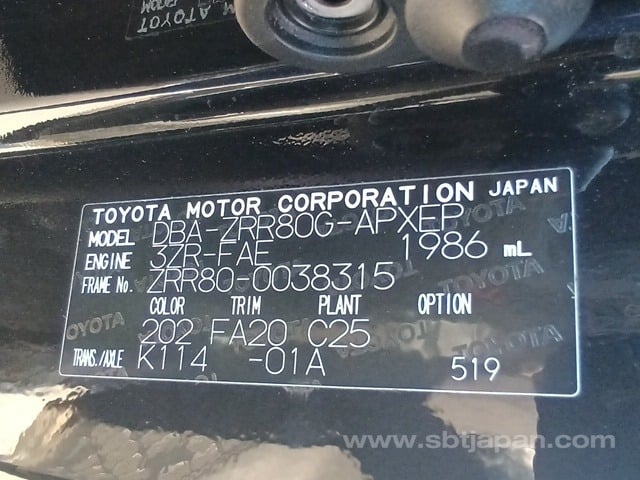 TOYOTA MOTOR CORPORATION JAPAN
MODEL DBA-ZRR80G-APXEP
ENGINE 3ZR-FAE 1986 mL
FRAME No. ZRR80-0038315
COLOR TRIM PLANT OPTION
202 FA20 C25
TRANS./AXLE K114 -01A 519
www.sbtjapan.com